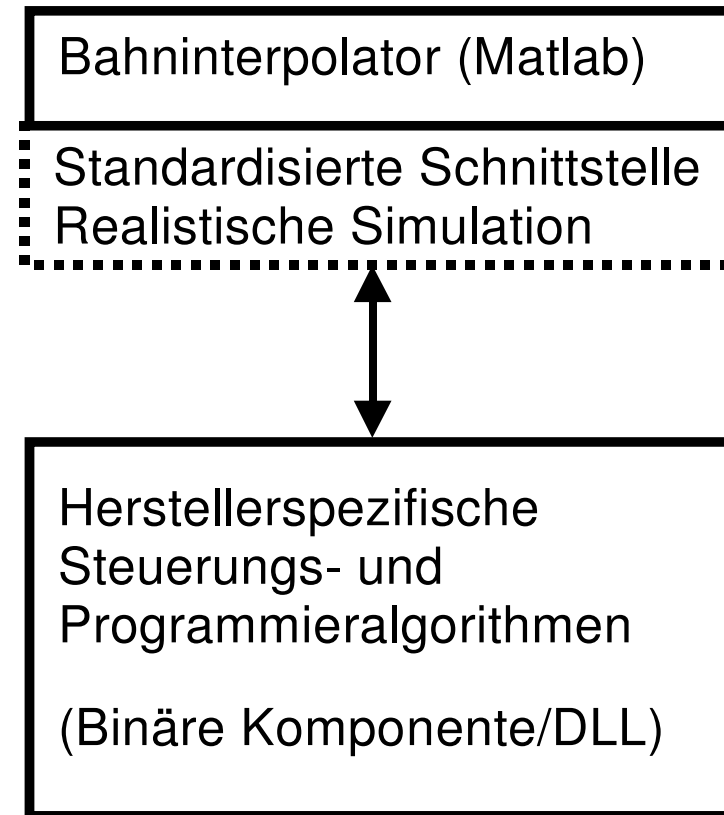 Bahninterpolator (Matlab)
Standardisierte Schnittstelle
Realistische Simulation
Herstellerspezifische
Steuerungs- und
Programmieralgorithmen
(Binäre Komponente/DLL)